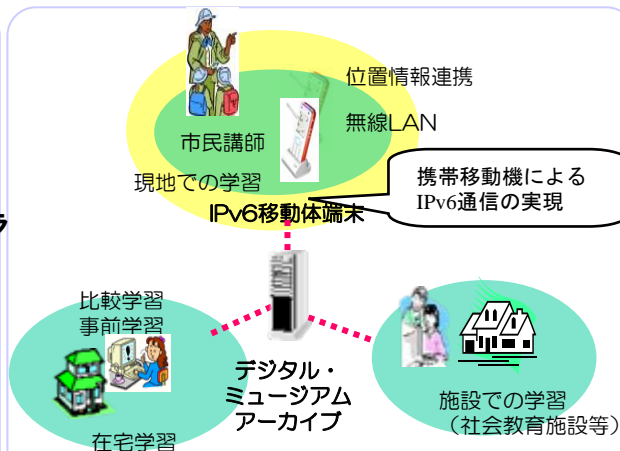 位置情報連携
無線LAN
市民講師
現地での学習
IPv6移動体端末
携帯移動機による
IPv6通信の実現
ラ
比較学習
事前学習
在宅学習
デジタル・
ミュージアム
アーカイブ
施設での学習
（社会教育施設等）